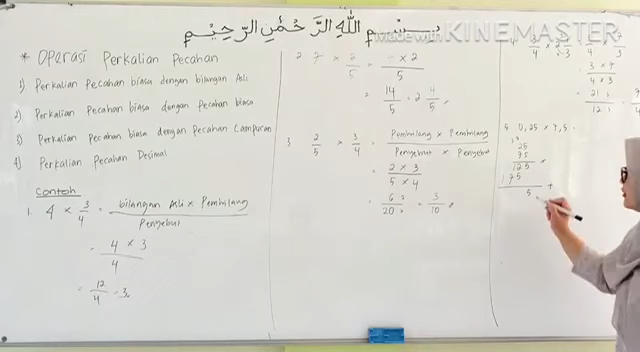 بِسْــــــمِ اللهِ الرَّحْمٰنِ الرَّحِيْمِ
Made with KINEMASTER
* Operasi Perkalian Pecahan
1) Perkalian Pecahan biasa dengan bilangan Asli
2) Perkalian Pecahan biasa dengan pecahan biasa
3) Perkalian Pecahan biasa dengan Pecahan Campuran
4) Perkalian Pecahan Desimal
Contoh
1. 4 × 3/4 = bilangan Asli × Pembilang / Penyebut
= 4 × 3 / 4
= 12/4 = 3
2 7 × 2/5 = × 2 / 5
= 14/5 = 2 4/5
3. 2/5 × 3/4 = Pembilang × Pembilang / Penyebut × Penyebut
= 2 × 3 / 5 × 4
= 6/20 = 3/10
3 × 7 / 4 × 3
= 21/12
5 0,25 × 7,5
25
75
125 ×
175
+
5